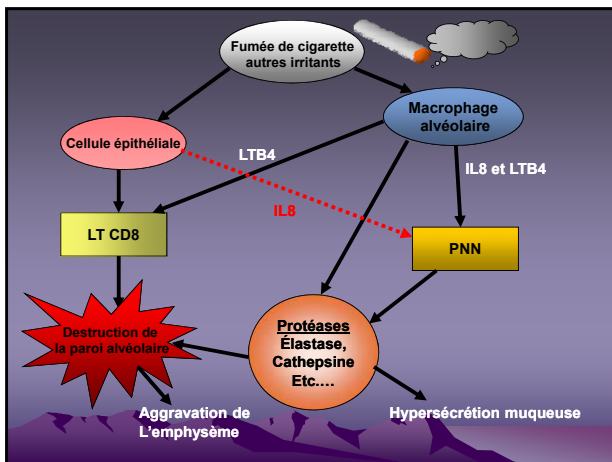 Fumée de cigarette
autres irritants
Macrophage
alvéolaire
Cellule épithéliale
LTB4
IL8 et LTB4
IL8
LT CD8
PNN
Protéases
Élastase,
Cathepsine
Etc.…
Destruction de
la paroi alvéolaire
Aggravation de
L'emphysème
Hypersécrétion muqueuse